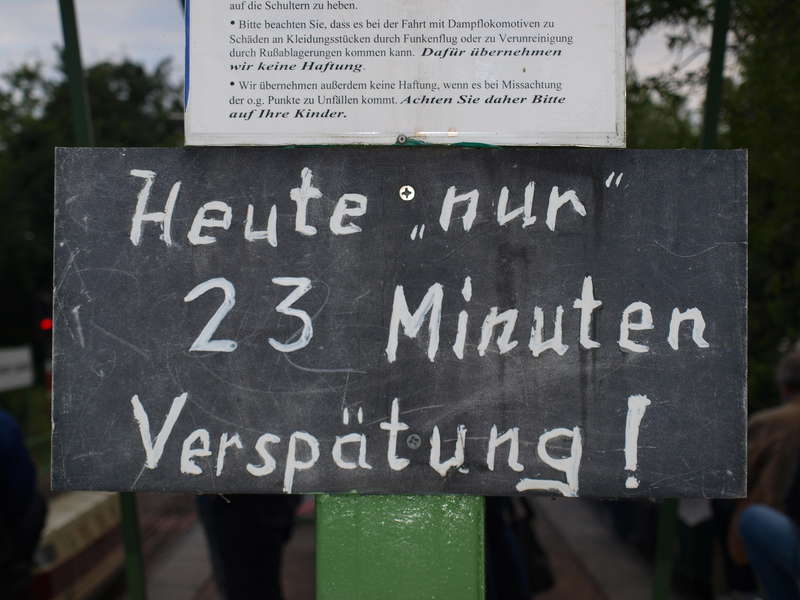 auf die Schultern zu heben.
• Bitte beachten Sie, dass es bei der Fahrt mit Dampflokomotiven zu
Schäden an Kleidungsstücken durch Funkenflug oder zu Verunreinigung
durch Rußablagerungen kommen kann. Dafür übernehmen
wir keine Haftung.
• Wir übernehmen außerdem keine Haftung, wenn es bei Missachtung
der o.g. Punkte zu Unfällen kommt. Achten Sie daher Bitte
auf Ihre Kinder.
Heute „nur“
23 Minuten
Verspätung!